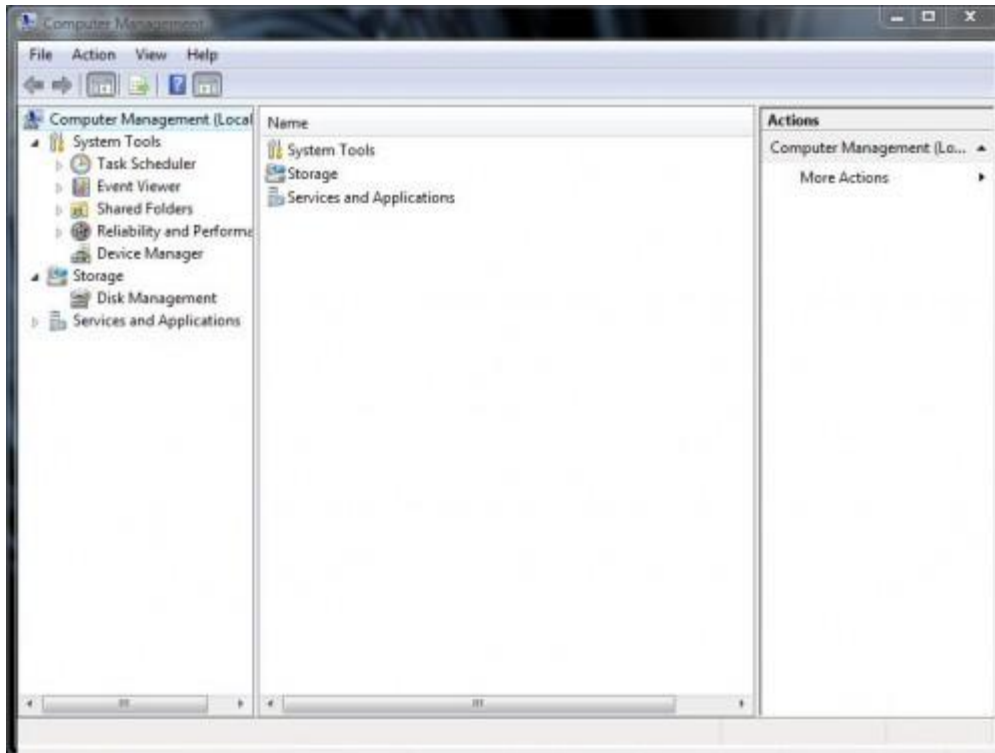 Computer Management
File Action View Help
Computer Management (Local
System Tools
Task Scheduler
Event Viewer
Shared Folders
Reliability and Performa
Device Manager
Storage
Disk Management
Services and Applications
Name
System Tools
Storage
Services and Applications
Actions
Computer Management (Lo...
More Actions